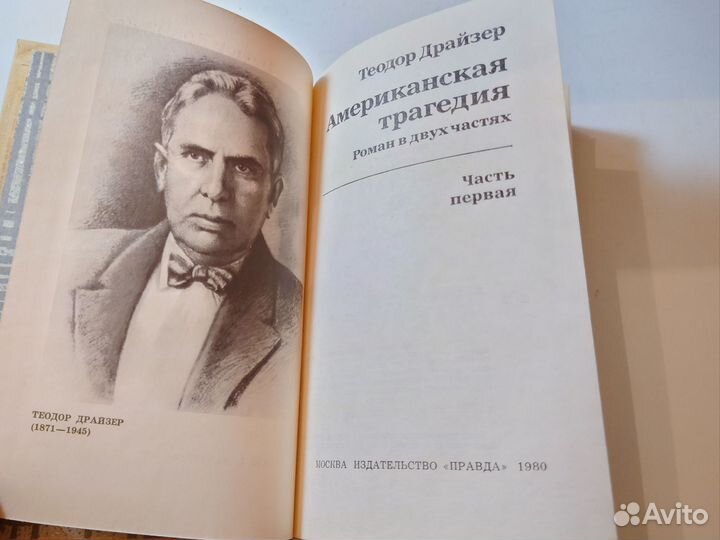 ТЕОДОР ДРАЙЗЕР
(1871—1945)
Теодор Драйзер
Американская
трагедия
Роман в двух частях
Часть
первая
МОСКВА ИЗДАТЕЛЬСТВО «ПРАВДА» 1980
Avito